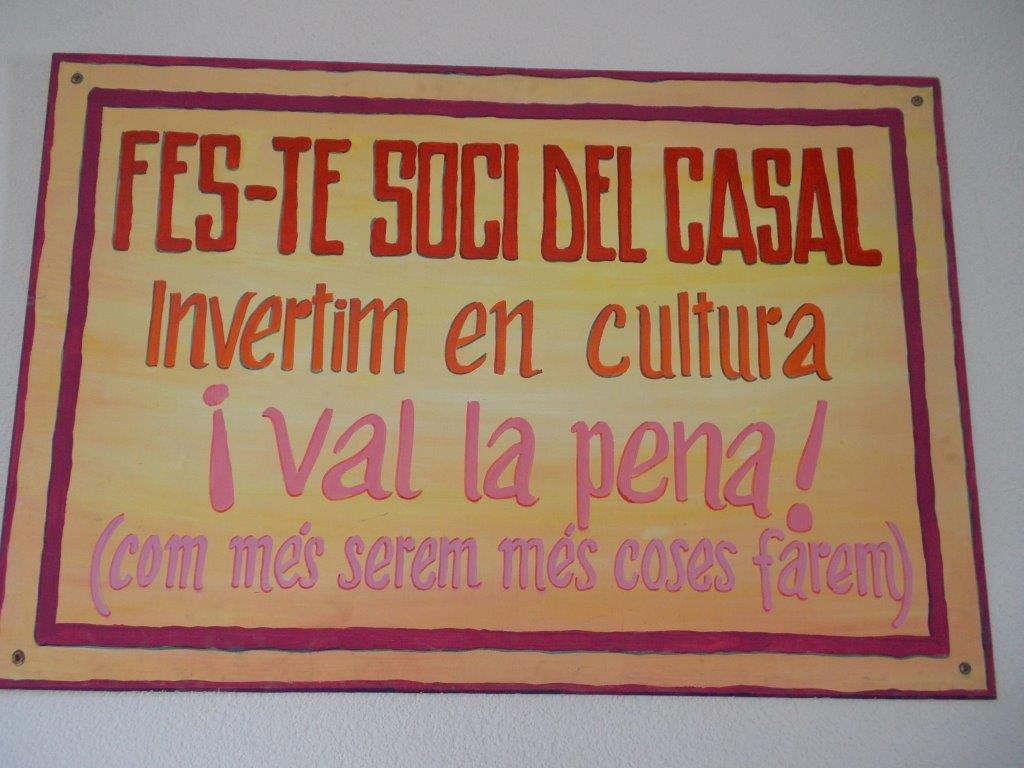 FES-TE SOCI DEL CASAL
Invertim en cultura
¡val la pena!
(com més serem més coses farem)